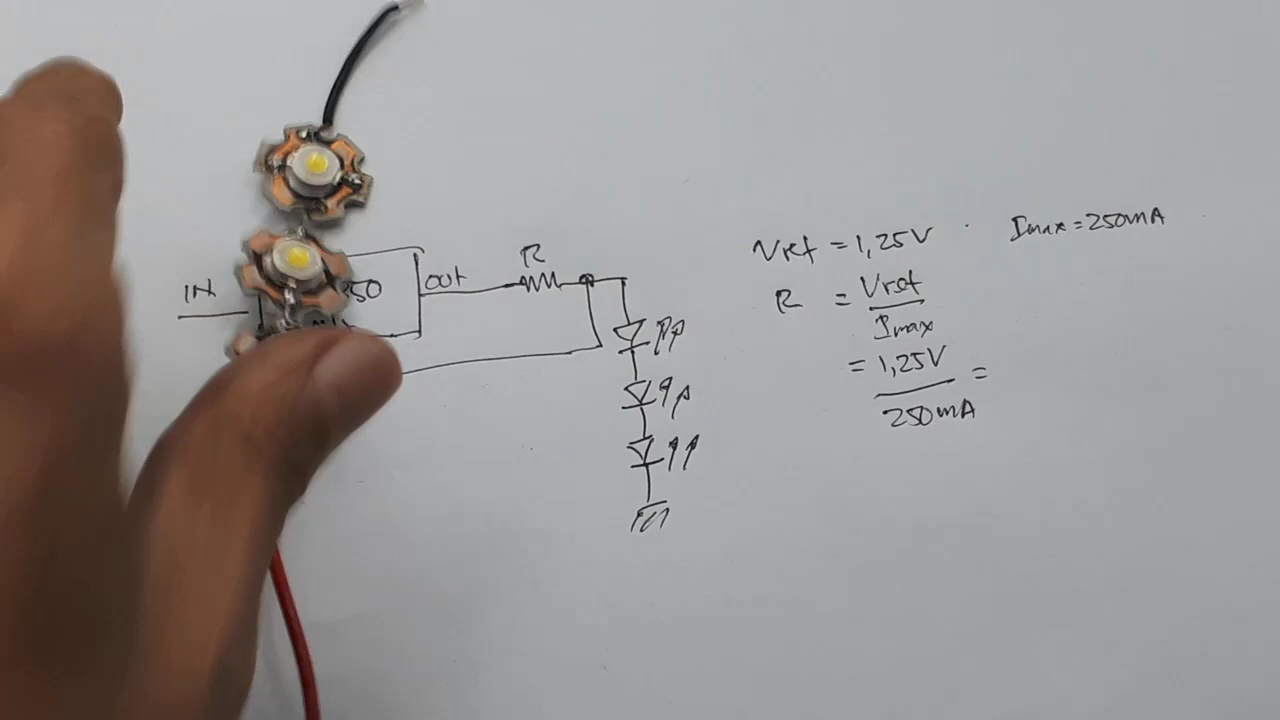 Vref = 1,25V Imax = 250mA
R
IN
OUT
R = Vref
Imax
= 1,25V =
250mA